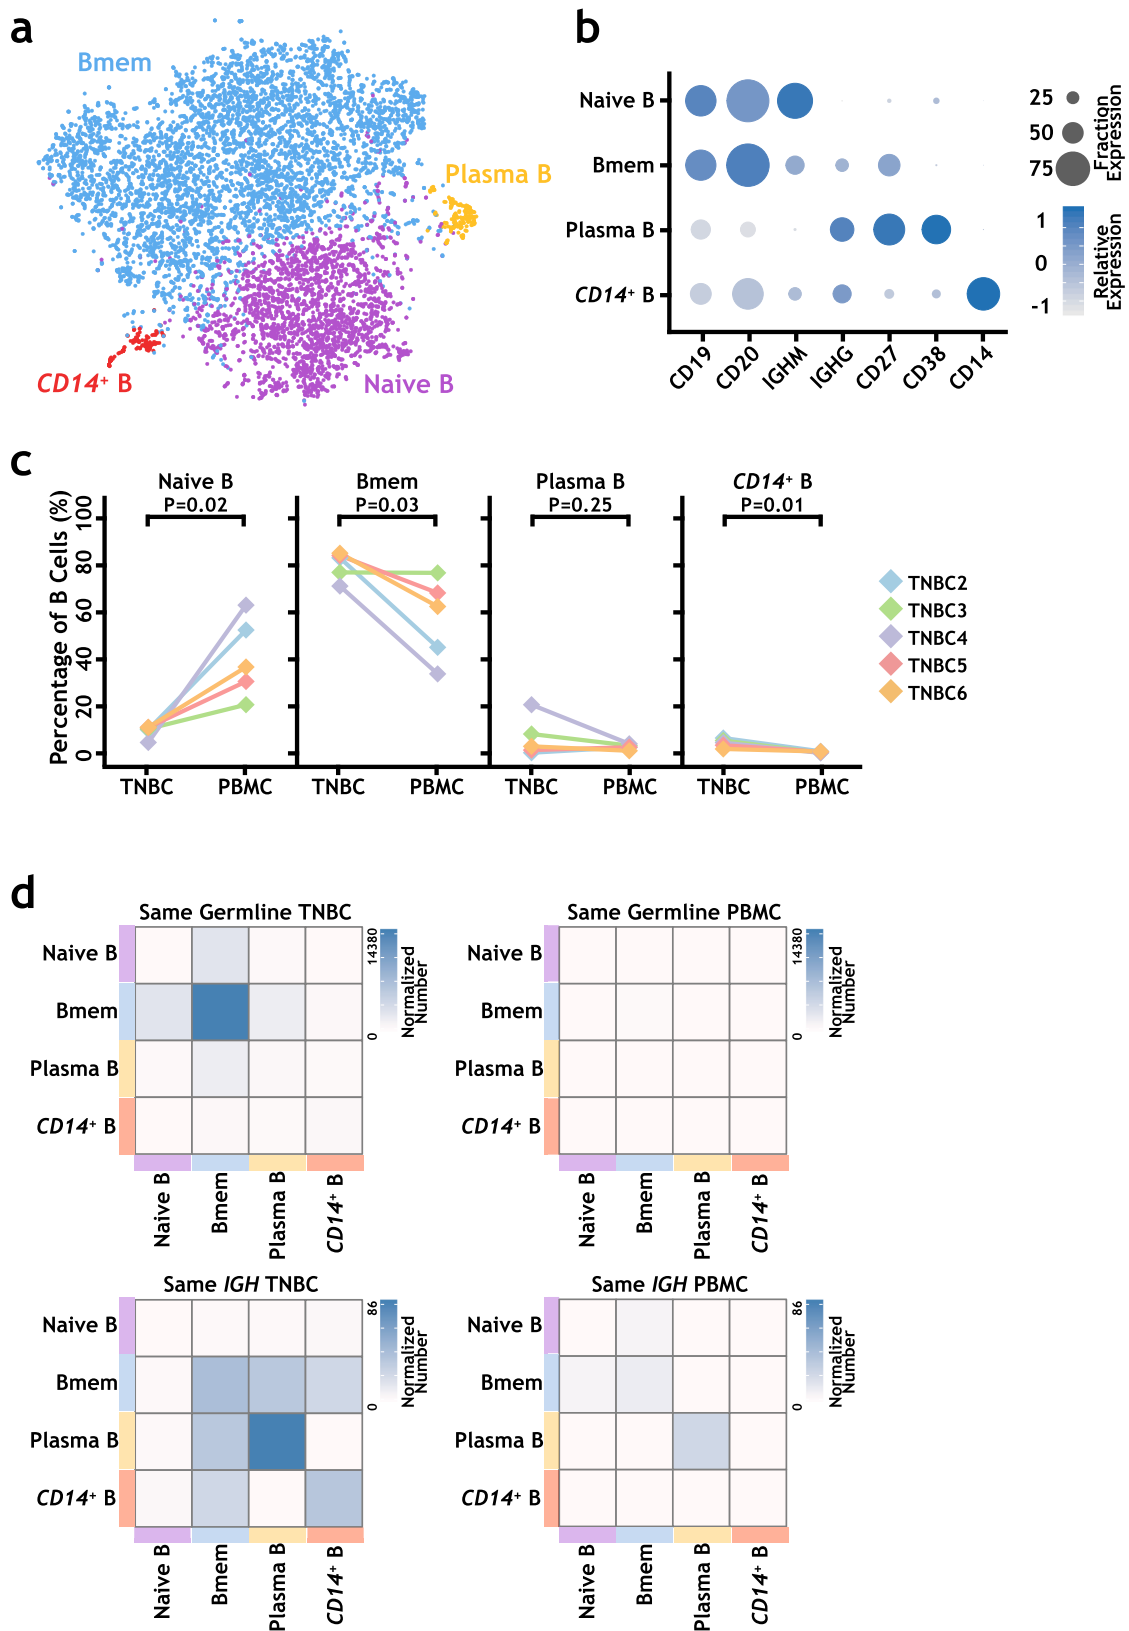 a
Bmem
Plasma B
CD14+ B
Naive B
b
Naive B
Bmem
Plasma B
CD14+ B
CD19
CD20
IGHM
IGHG
CD27
CD38
CD14
25
50
75
Fraction
Expression
1
0
-1
Relative
Expression
c
Percentage of B Cells (%)
100
80
60
40
20
0
Naive B
P=0.02
TNBC
PBMC
Bmem
P=0.03
TNBC
PBMC
Plasma B
P=0.25
TNBC
PBMC
CD14+ B
P=0.01
TNBC
PBMC
TNBC2
TNBC3
TNBC4
TNBC5
TNBC6
d
Same Germline TNBC
Naive B
Bmem
Plasma B
CD14+ B
Naive B
Bmem
Plasma B
CD14+ B
14380
0
Normalized
Number
Same Germline PBMC
Naive B
Bmem
Plasma B
CD14+ B
Naive B
Bmem
Plasma B
CD14+ B
14380
0
Normalized
Number
Same IGH TNBC
Naive B
Bmem
Plasma B
CD14+ B
Naive B
Bmem
Plasma B
CD14+ B
86
0
Normalized
Number
Same IGH PBMC
Naive B
Bmem
Plasma B
CD14+ B
Naive B
Bmem
Plasma B
CD14+ B
86
0
Normalized
Number